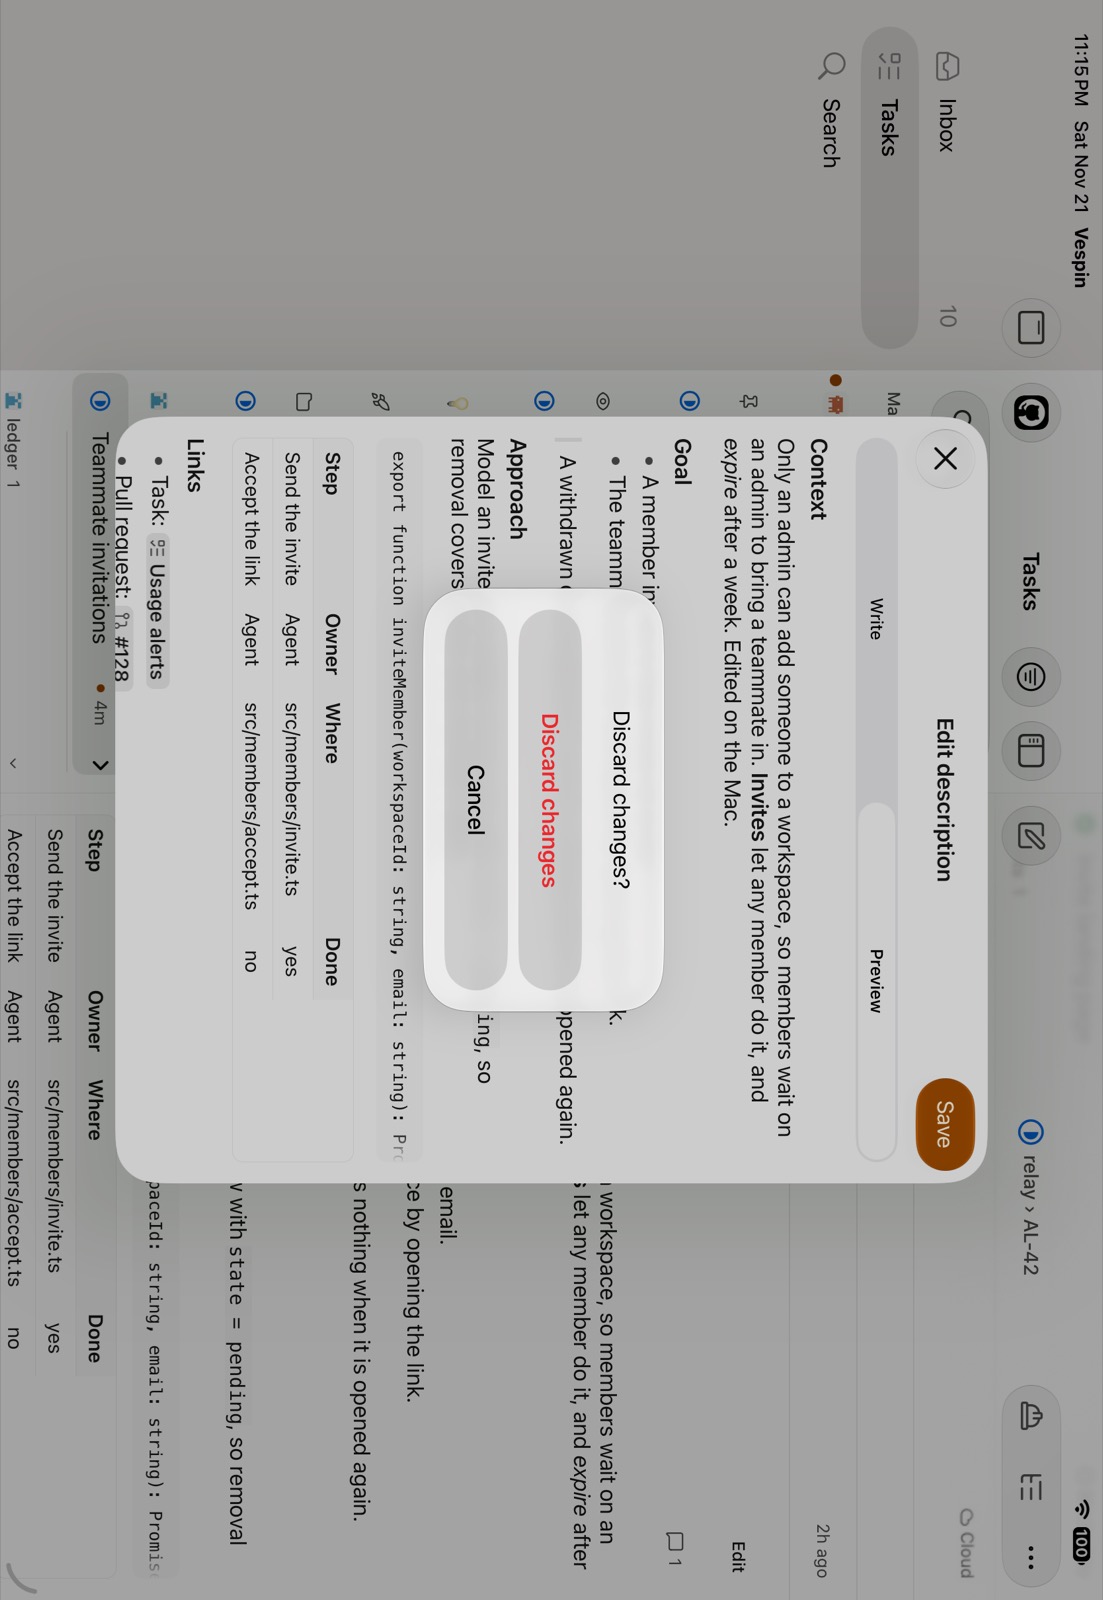 11:15 PM Sat Nov 21 Vespin
100
Inbox 10
Tasks
Search
Tasks
relay › AL-42
Cloud
Ma
2h ago
Edit
1
Edit description
Save
Write
Preview
Context
Only an admin can add someone to a workspace, so members wait on
an admin to bring a teammate in. Invites let any member do it, and
expire after a week. Edited on the Mac.
Goal
A member in
The teamm
k.
A withdrawn
opened again.
Approach
Model an invite
ing, so
removal covers
export function inviteMember(workspaceId: string, email: string): Pro
Step Owner Where Done
Send the invite Agent src/members/invite.ts yes
Accept the link Agent src/members/accept.ts no
Links
Task: Usage alerts
Pull request: #128
Discard changes?
Discard changes
Cancel
workspace, so members wait on an
s let any member do it, and expire after
email.
ce by opening the link.
s nothing when it is opened again.
w with state = pending, so removal
paceId: string, email: string): Promise
Step Owner Where Done
Send the invite Agent src/members/invite.ts yes
Accept the link Agent src/members/accept.ts no
Teammate invitations 4m
ledger 1